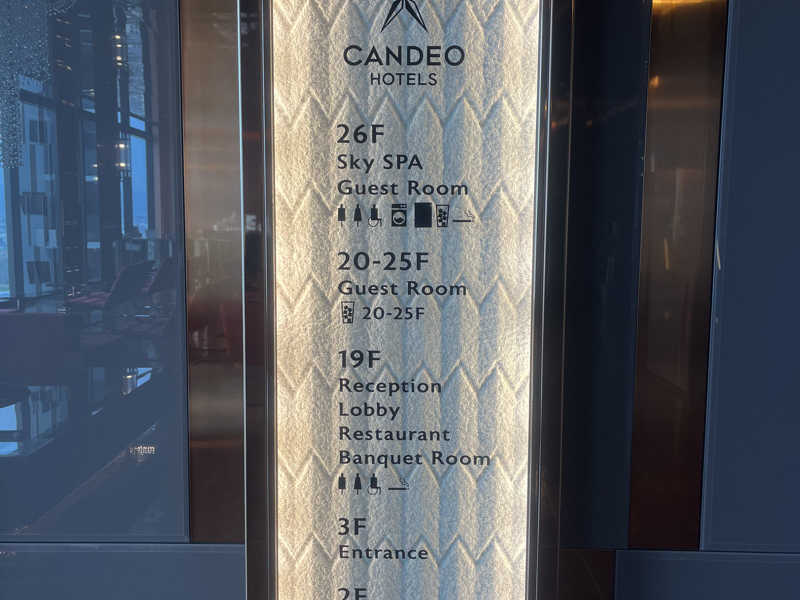 CANDEO
HOTELS
26F
Sky SPA
Guest Room
20-25F
Guest Room
20-25F
19F
Reception
Lobby
Restaurant
Banquet Room
3F
Entrance
2F